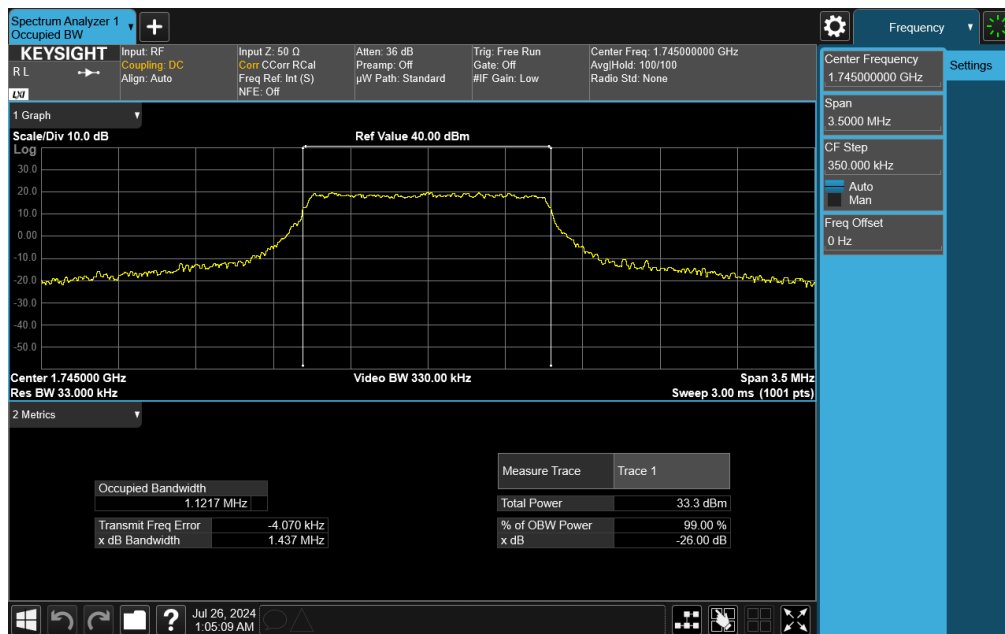 Spectrum Analyzer 1
Occupied BW
Frequency
KEYSIGHT
R L
LXI
Input: RF
Coupling: DC
Align: Auto
Input Z: 50 Ω
Corr CCorr RCal
Freq Ref: Int (S)
NFE: Off
Atten: 36 dB
Preamp: Off
µW Path: Standard
Trig: Free Run
Gate: Off
#IF Gain: Low
Center Freq: 1.745000000 GHz
Avg|Hold: 100/100
Radio Std: None
Center Frequency
1.745000000 GHz
Settings
Span
3.5000 MHz
CF Step
350.000 kHz
Auto
Man
Freq Offset
0 Hz
1 Graph
Scale/Div 10.0 dB
Ref Value 40.00 dBm
Log
30.0
20.0
10.0
0.00
-10.0
-20.0
-30.0
-40.0
-50.0
Center 1.745000 GHz
Video BW 330.00 kHz
Span 3.5 MHz
Res BW 33.000 kHz
Sweep 3.00 ms (1001 pts)
2 Metrics
Measure Trace Trace 1
Occupied Bandwidth
1.1217 MHz
Total Power 33.3 dBm
Transmit Freq Error -4.070 kHz
% of OBW Power 99.00 %
x dB Bandwidth 1.437 MHz
x dB -26.00 dB
Jul 26, 2024
1:05:09 AM